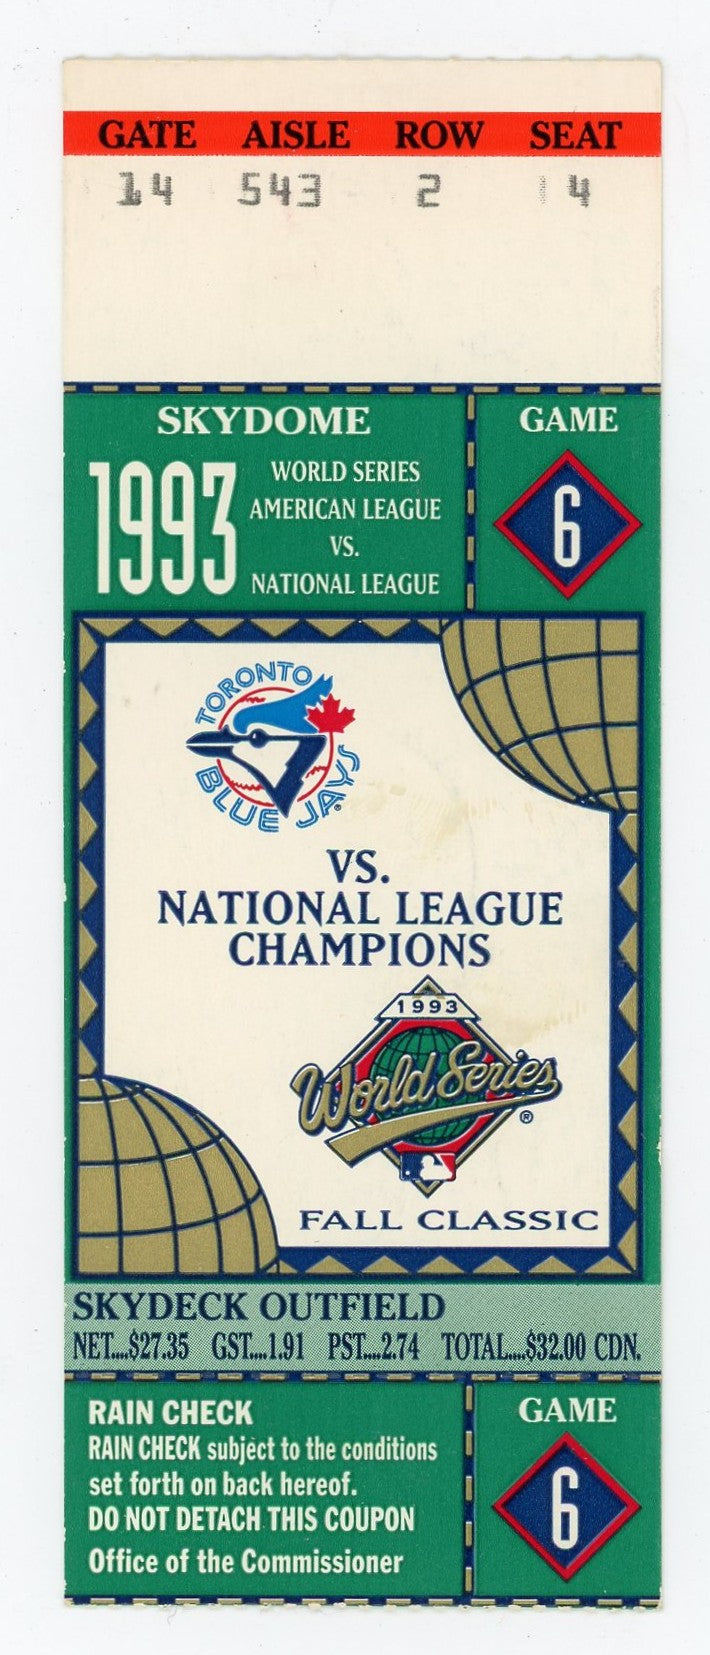 GATE AISLE ROW SEAT
14 543 2 4
SKYDOME
1993
WORLD SERIES
AMERICAN LEAGUE
VS.
NATIONAL LEAGUE
GAME
6
TORONTO
BLUE JAYS®
VS.
NATIONAL LEAGUE
CHAMPIONS
1993
World Series
®
FALL CLASSIC
SKYDECK OUTFIELD
NET....$27.35 GST....1.91 PST....2.74 TOTAL....$32.00 CDN.
RAIN CHECK
RAIN CHECK subject to the conditions
set forth on back hereof.
DO NOT DETACH THIS COUPON
Office of the Commissioner
GAME
6